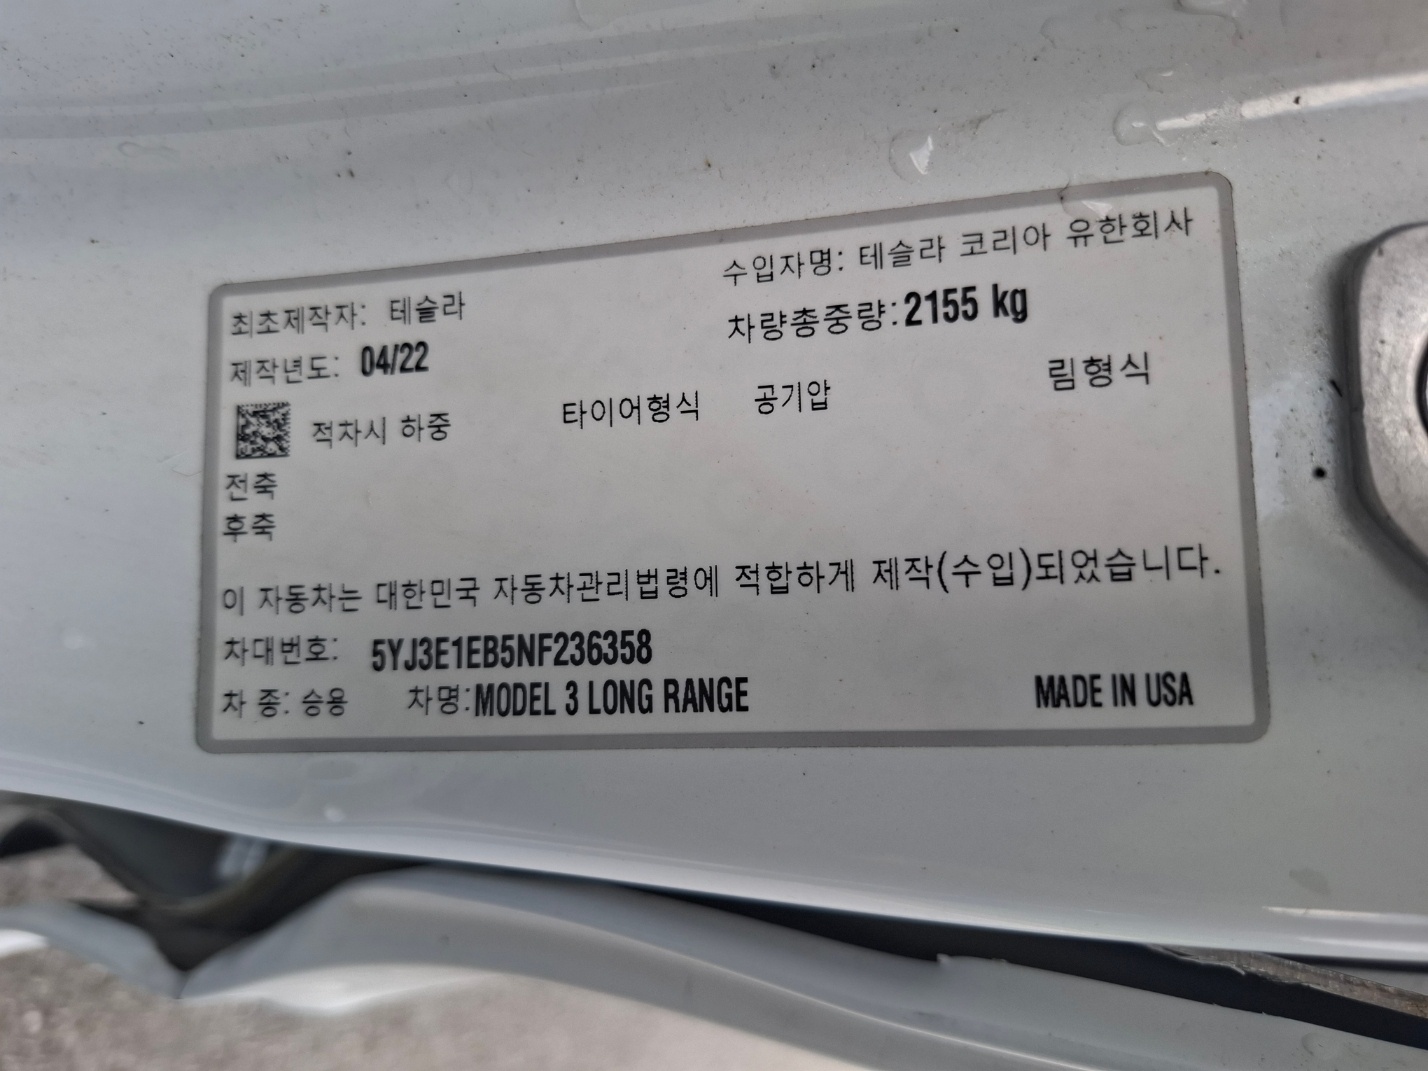 최초제작자: 테슬라 수입자명: 테슬라 코리아 유한회사
제작년도: 04/22 차량총중량:2155 kg
적차시 하중 타이어형식 공기압 림형식
전축
후축
이 자동차는 대한민국 자동차관리법령에 적합하게 제작(수입)되었습니다.
차대번호: 5YJ3E1EB5NF236358
차 종: 승용 차명:MODEL 3 LONG RANGE MADE IN USA